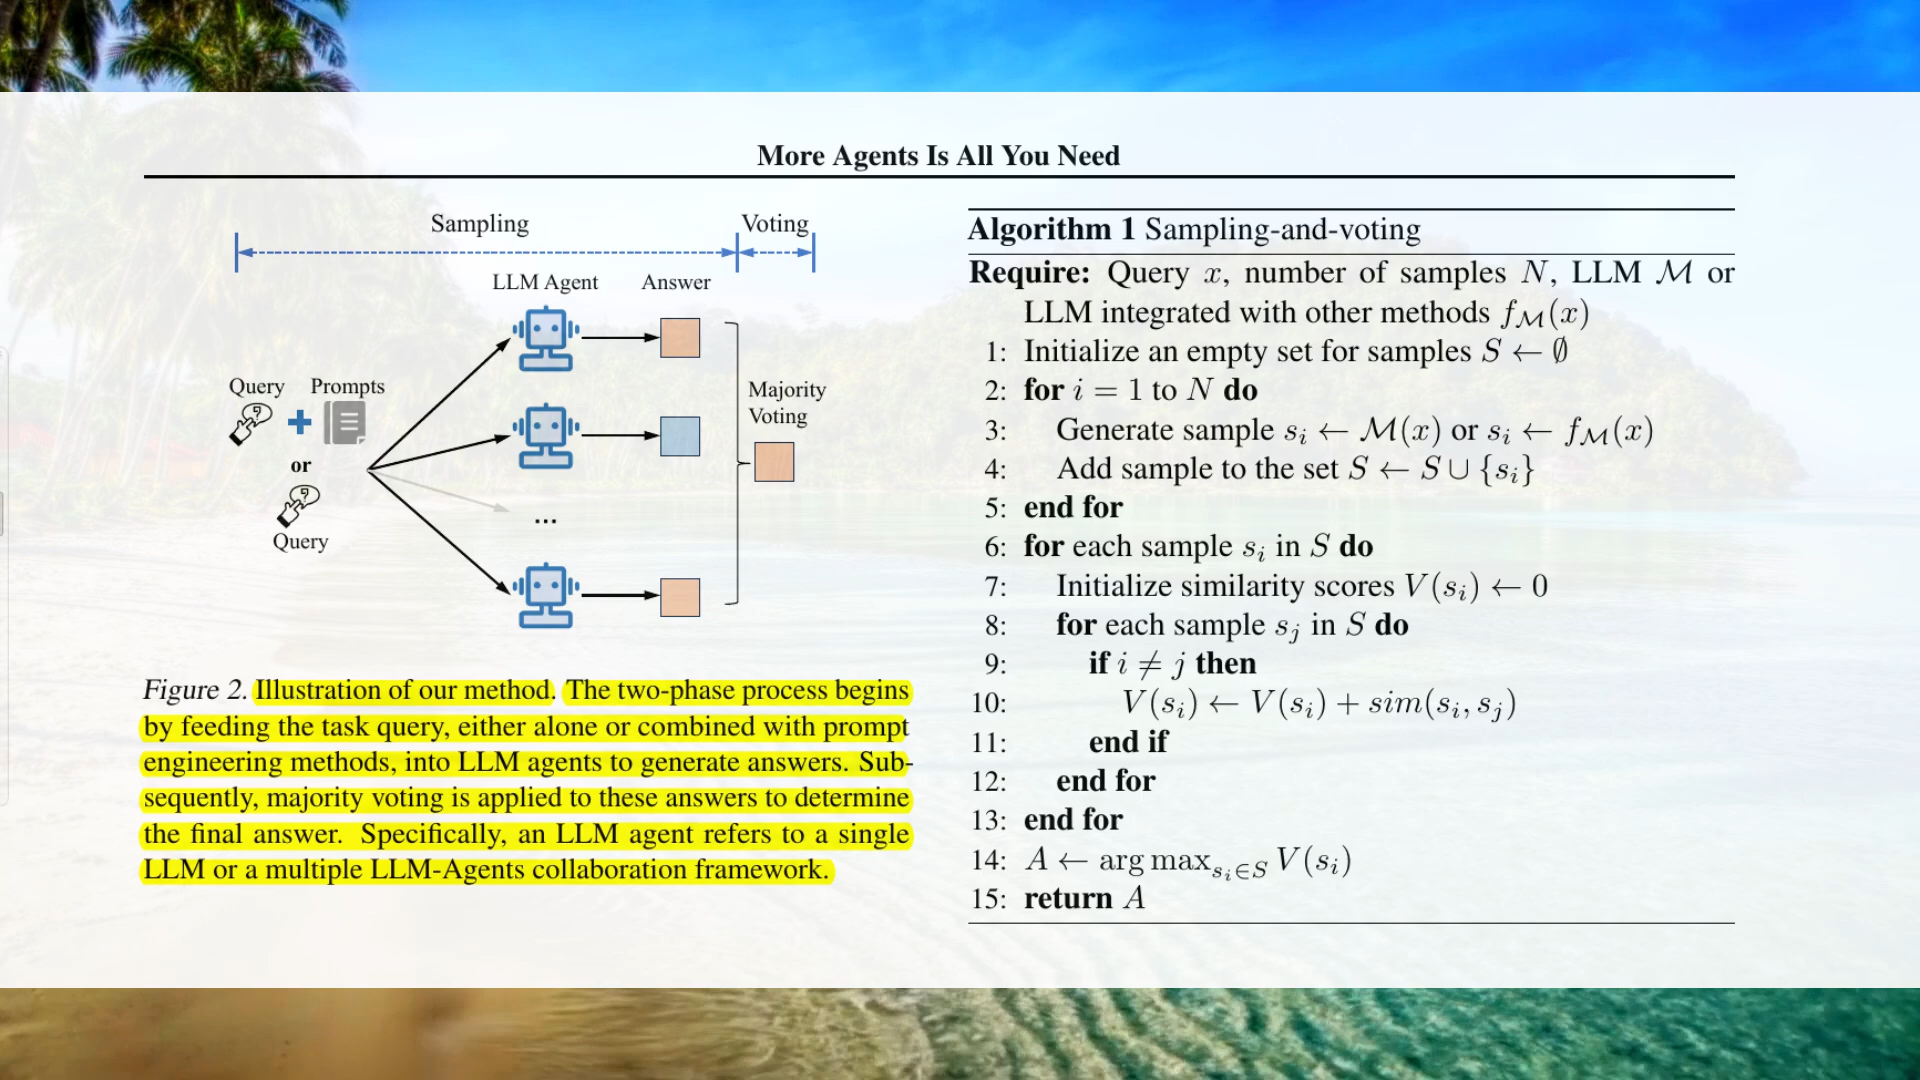 More Agents Is All You Need
Sampling
Voting
LLM Agent
Answer
Query
Prompts
or
Query
...
Majority
Voting
Figure 2. Illustration of our method. The two-phase process begins
by feeding the task query, either alone or combined with prompt
engineering methods, into LLM agents to generate answers. Sub-
sequently, majority voting is applied to these answers to determine
the final answer. Specifically, an LLM agent refers to a single
LLM or a multiple LLM-Agents collaboration framework.
Algorithm 1 Sampling-and-voting
Require: Query x, number of samples N, LLM ℳ or
LLM integrated with other methods f_ℳ(x)
1: Initialize an empty set for samples S ← ∅
2: for i = 1 to N do
3: Generate sample s_i ← ℳ(x) or s_i ← f_ℳ(x)
4: Add sample to the set S ← S ∪ {s_i}
5: end for
6: for each sample s_i in S do
7: Initialize similarity scores V(s_i) ← 0
8: for each sample s_j in S do
9: if i ≠ j then
10: V(s_i) ← V(s_i) + sim(s_i, s_j)
11: end if
12: end for
13: end for
14: A ← arg max_{s_i∈S} V(s_i)
15: return A